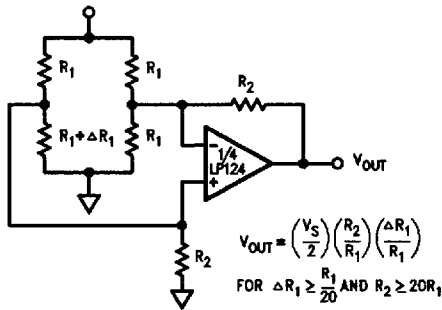 R1
R1
R2
R1 + ΔR1
R1
1/4
LP124
-
+
VOUT
R2
VOUT = (VS/2) (R2/R1) (ΔR1/R1)
FOR ΔR1 ≥ R1/20 AND R2 ≥ 20R1